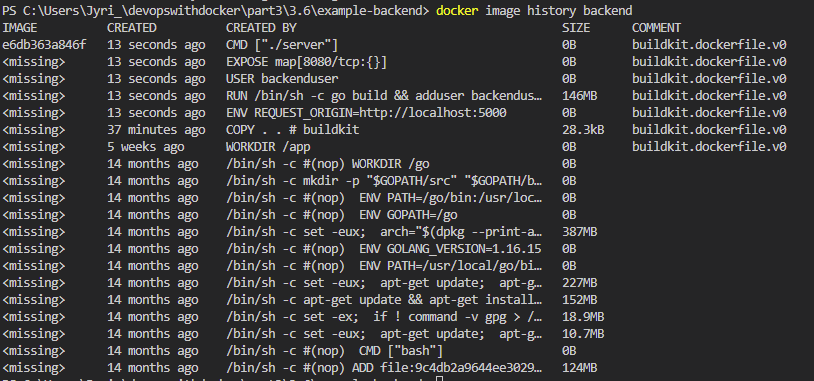 PS C:\Users\Jyri_\devopswithdocker\part3\3.6\example-backend> docker image history backend
IMAGE CREATED CREATED BY SIZE COMMENT
e6db363a846f 13 seconds ago CMD ["./server"] 0B buildkit.dockerfile.v0
<missing> 13 seconds ago EXPOSE map[8080/tcp:{}] 0B buildkit.dockerfile.v0
<missing> 13 seconds ago USER backenduser 0B buildkit.dockerfile.v0
<missing> 13 seconds ago RUN /bin/sh -c go build && adduser backendus… 146MB buildkit.dockerfile.v0
<missing> 13 seconds ago ENV REQUEST_ORIGIN=http://localhost:5000 0B buildkit.dockerfile.v0
<missing> 37 minutes ago COPY . . # buildkit 28.3kB buildkit.dockerfile.v0
<missing> 5 weeks ago WORKDIR /app 0B buildkit.dockerfile.v0
<missing> 14 months ago /bin/sh -c #(nop) WORKDIR /go 0B
<missing> 14 months ago /bin/sh -c mkdir -p "$GOPATH/src" "$GOPATH/b… 0B
<missing> 14 months ago /bin/sh -c #(nop) ENV PATH=/go/bin:/usr/loc… 0B
<missing> 14 months ago /bin/sh -c #(nop) ENV GOPATH=/go 0B
<missing> 14 months ago /bin/sh -c set -eux; arch="$(dpkg --print-a… 387MB
<missing> 14 months ago /bin/sh -c #(nop) ENV GOLANG_VERSION=1.16.15 0B
<missing> 14 months ago /bin/sh -c #(nop) ENV PATH=/usr/local/go/bi… 0B
<missing> 14 months ago /bin/sh -c set -eux; apt-get update; apt-g… 227MB
<missing> 14 months ago /bin/sh -c apt-get update && apt-get install… 152MB
<missing> 14 months ago /bin/sh -c set -ex; if ! command -v gpg > /… 18.9MB
<missing> 14 months ago /bin/sh -c set -eux; apt-get update; apt-g… 10.7MB
<missing> 14 months ago /bin/sh -c #(nop) CMD ["bash"] 0B
<missing> 14 months ago /bin/sh -c #(nop) ADD file:9c4db2a9644ee3029… 124MB